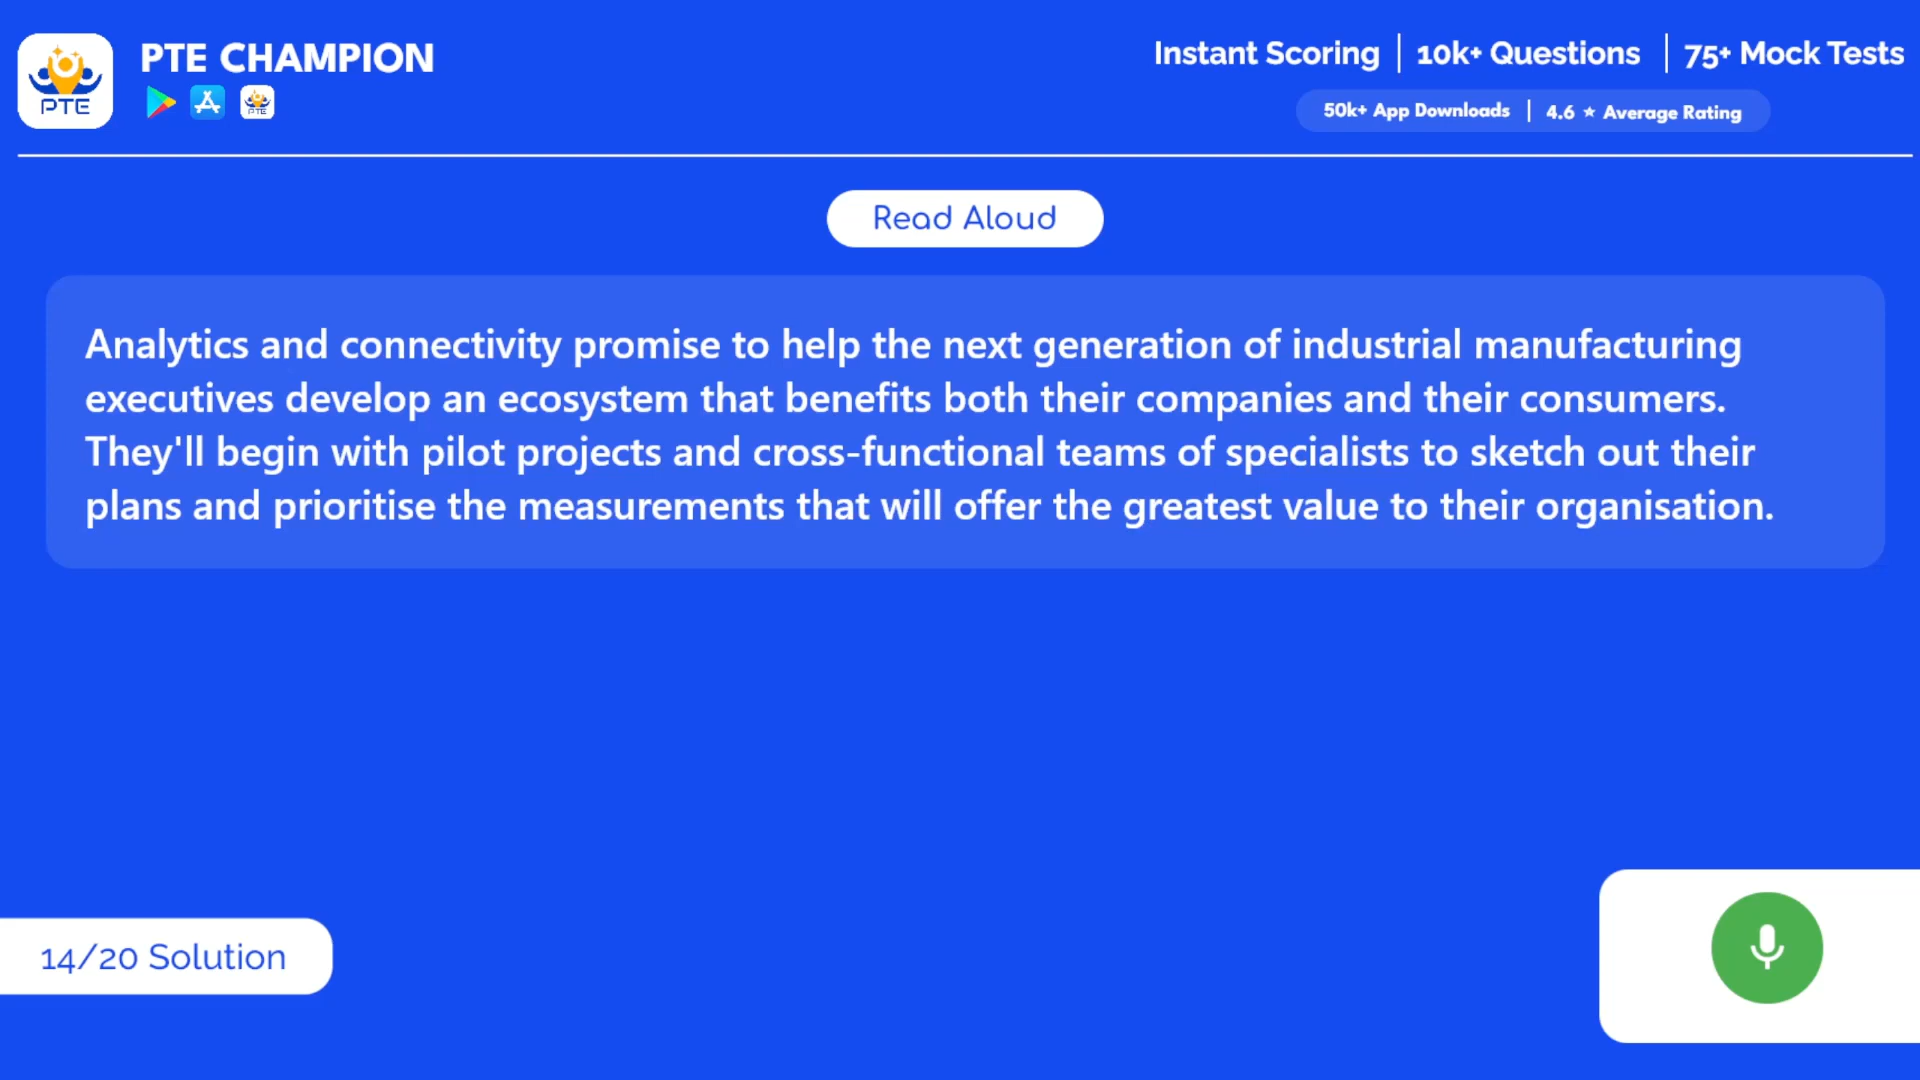 PTE CHAMPION
PTE
PTE
Instant Scoring | 10k+ Questions | 75+ Mock Tests
50k+ App Downloads | 4.6 ★ Average Rating
Read Aloud
Analytics and connectivity promise to help the next generation of industrial manufacturing
executives develop an ecosystem that benefits both their companies and their consumers.
They'll begin with pilot projects and cross-functional teams of specialists to sketch out their
plans and prioritise the measurements that will offer the greatest value to their organisation.
14/20 Solution